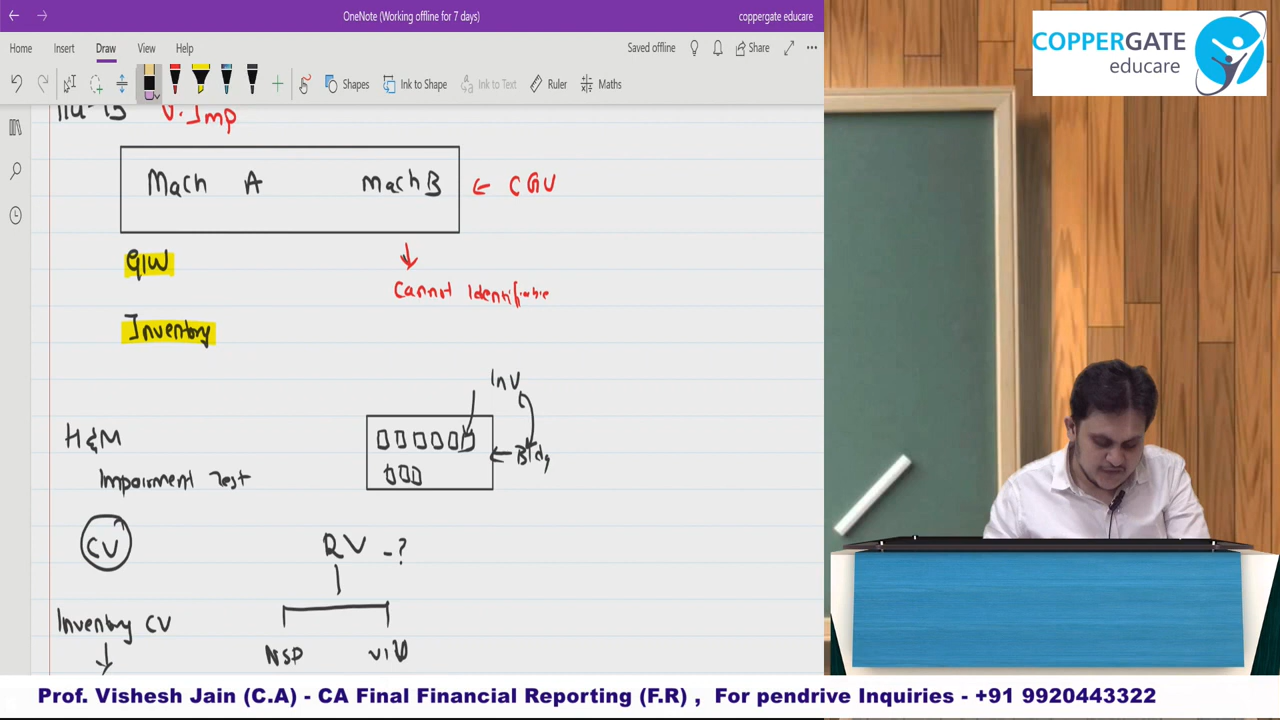 OneNote (Working offline for 7 days)
coppergate educare
Home Insert Draw View Help
Saved offline Share
Shapes Ink to Shape Ink to Text Ruler Maths
COPPERGATE
educare
Ill-13 V.Imp
Mach A Mach B ← CGU
G/W
Cannot Identifiable
Inventory
Inv
H&M
Bldg
Impairment Test
CV
RV -?
Inventory CV
NSP VIU
Prof. Vishesh Jain (C.A) - CA Final Financial Reporting (F.R) , For pendrive Inquiries - +91 9920443322